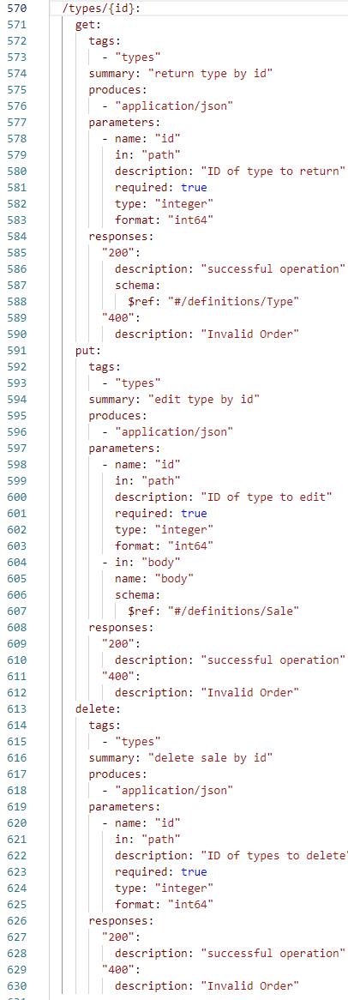 570 /types/{id}:
571 get:
572 tags:
573 - "types"
574 summary: "return type by id"
575 produces:
576 - "application/json"
577 parameters:
578 - name: "id"
579 in: "path"
580 description: "ID of type to return"
581 required: true
582 type: "integer"
583 format: "int64"
584 responses:
585 "200":
586 description: "successful operation"
587 schema:
588 $ref: "#/definitions/Type"
589 "400":
590 description: "Invalid Order"
591 put:
592 tags:
593 - "types"
594 summary: "edit type by id"
595 produces:
596 - "application/json"
597 parameters:
598 - name: "id"
599 in: "path"
600 description: "ID of type to edit"
601 required: true
602 type: "integer"
603 format: "int64"
604 - in: "body"
605 name: "body"
606 schema:
607 $ref: "#/definitions/Sale"
608 responses:
609 "200":
610 description: "successful operation"
611 "400":
612 description: "Invalid Order"
613 delete:
614 tags:
615 - "types"
616 summary: "delete sale by id"
617 produces:
618 - "application/json"
619 parameters:
620 - name: "id"
621 in: "path"
622 description: "ID of types to delete"
623 required: true
624 type: "integer"
625 format: "int64"
626 responses:
627 "200":
628 description: "successful operation"
629 "400":
630 description: "Invalid Order"